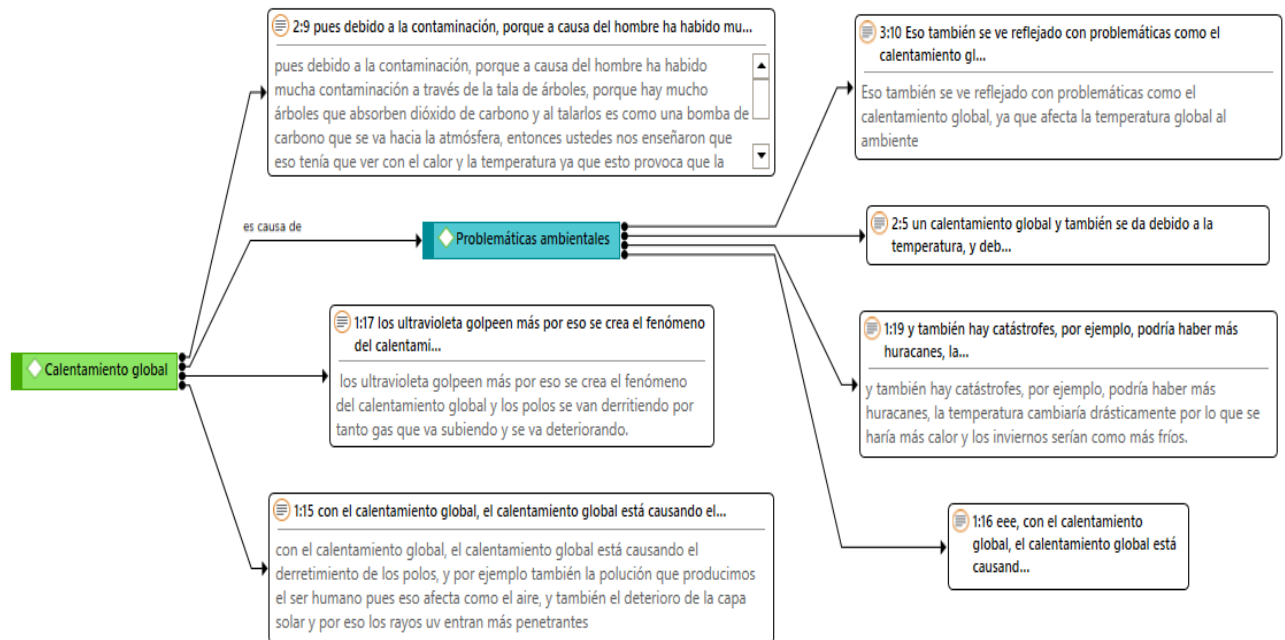 2:9 pues debido a la contaminación, porque a causa del hombre ha habido mu...
pues debido a la contaminación, porque a causa del hombre ha habido
mucha contaminación a través de la tala de árboles, porque hay mucho
árboles que absorben dióxido de carbono y al talarlos es como una bomba de
carbono que se va hacia la atmósfera, entonces ustedes nos enseñaron que
eso tenía que ver con el calor y la temperatura ya que esto provoca que la
3:10 Eso también se ve reflejado con problemáticas como el
calentamiento gl...
Eso también se ve reflejado con problemáticas como el
calentamiento global, ya que afecta la temperatura global al
ambiente
es causa de
Problemáticas ambientales
2:5 un calentamiento global y también se da debido a la
temperatura, y deb...
1:17 los ultravioleta golpeen más por eso se crea el fenómeno
del calentami...
los ultravioleta golpeen más por eso se crea el fenómeno
del calentamiento global y los polos se van derritiendo por
tanto gas que va subiendo y se va deteriorando.
1:19 y también hay catástrofes, por ejemplo, podría haber más
huracanes, la...
y también hay catástrofes, por ejemplo, podría haber más
huracanes, la temperatura cambiaría drásticamente por lo que se
haría más calor y los inviernos serían como más fríos.
Calentamiento global
1:15 con el calentamiento global, el calentamiento global está causando el...
con el calentamiento global, el calentamiento global está causando el
derretimiento de los polos, y por ejemplo también la polución que producimos
el ser humano pues eso afecta como el aire, y también el deterioro de la capa
solar y por eso los rayos uv entran más penetrantes
1:16 eee, con el calentamiento
global, el calentamiento global está
causand...